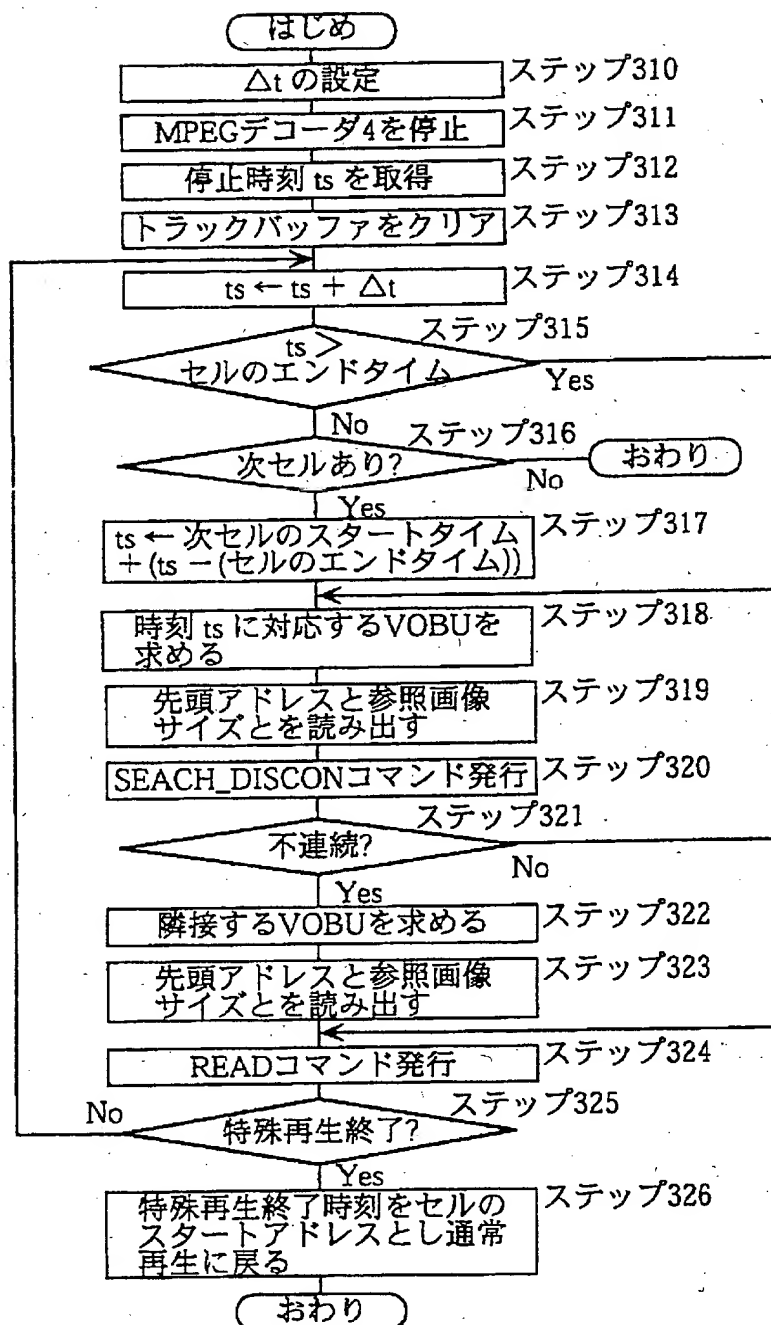 はじめ
△t の設定 ステップ310
MPEGデコーダ4を停止 ステップ311
停止時刻 ts を取得 ステップ312
トラックバッファをクリア ステップ313
ts ← ts + △t ステップ314
ステップ315
ts >
セルのエンドタイム
Yes
No
ステップ316
次セルあり?
おわり
No
Yes
ts ← 次セルのスタートタイム ステップ317
+ (ts − (セルのエンドタイム))
時刻 ts に対応するVOBUを ステップ318
求める
先頭アドレスと参照画像 ステップ319
サイズとを読み出す
SEACH_DISCONコマンド発行 ステップ320
ステップ321
不連続?
No
Yes
隣接するVOBUを求める ステップ322
先頭アドレスと参照画像 ステップ323
サイズとを読み出す
READコマンド発行 ステップ324
No
ステップ325
特殊再生終了?
Yes
特殊再生終了時刻をセルの ステップ326
スタートアドレスとし通常
再生に戻る
おわり